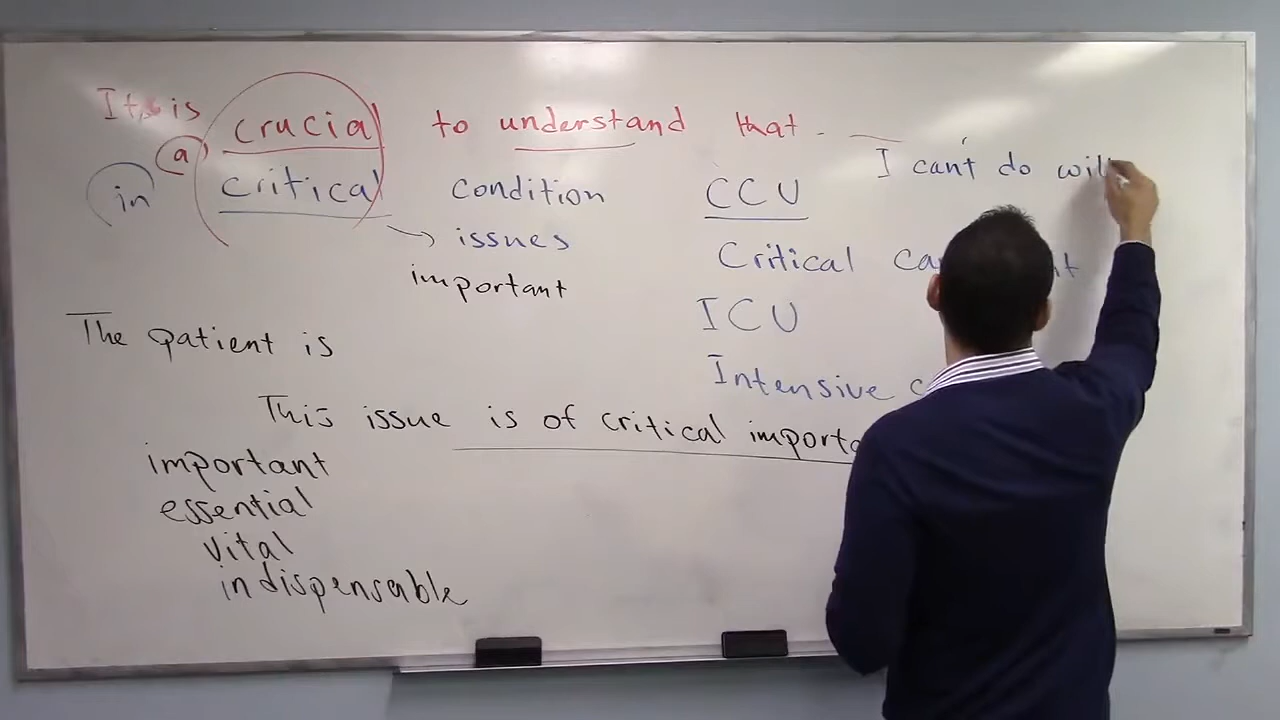 It is crucial to understand that
(a)
in critical condition
issues
important
CCU
Critical
ICU
Intensive
I can't do
The patient is
This issue is of critical
important
essential
vital
indispensable